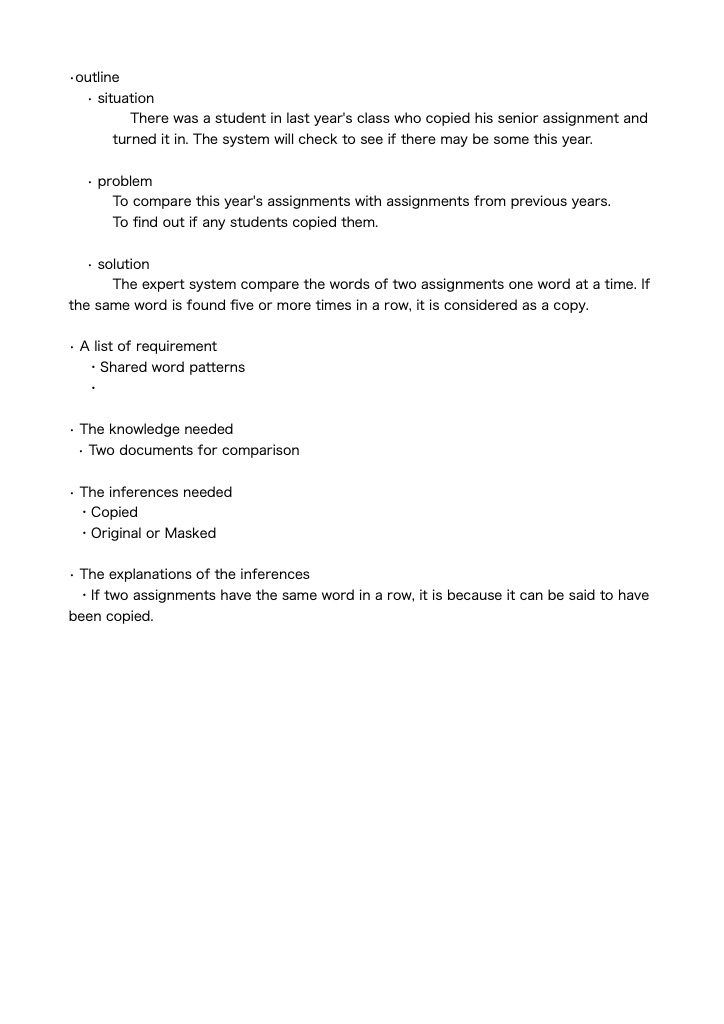 ・outline
・ situation
There was a student in last year's class who copied his senior assignment and
turned it in. The system will check to see if there may be some this year.
・ problem
To compare this year's assignments with assignments from previous years.
To find out if any students copied them.
・ solution
The expert system compare the words of two assignments one word at a time. If
the same word is found five or more times in a row, it is considered as a copy.
・ A list of requirement
・Shared word patterns
・
・ The knowledge needed
・ Two documents for comparison
・ The inferences needed
・Copied
・Original or Masked
・ The explanations of the inferences
・If two assignments have the same word in a row, it is because it can be said to have
been copied.